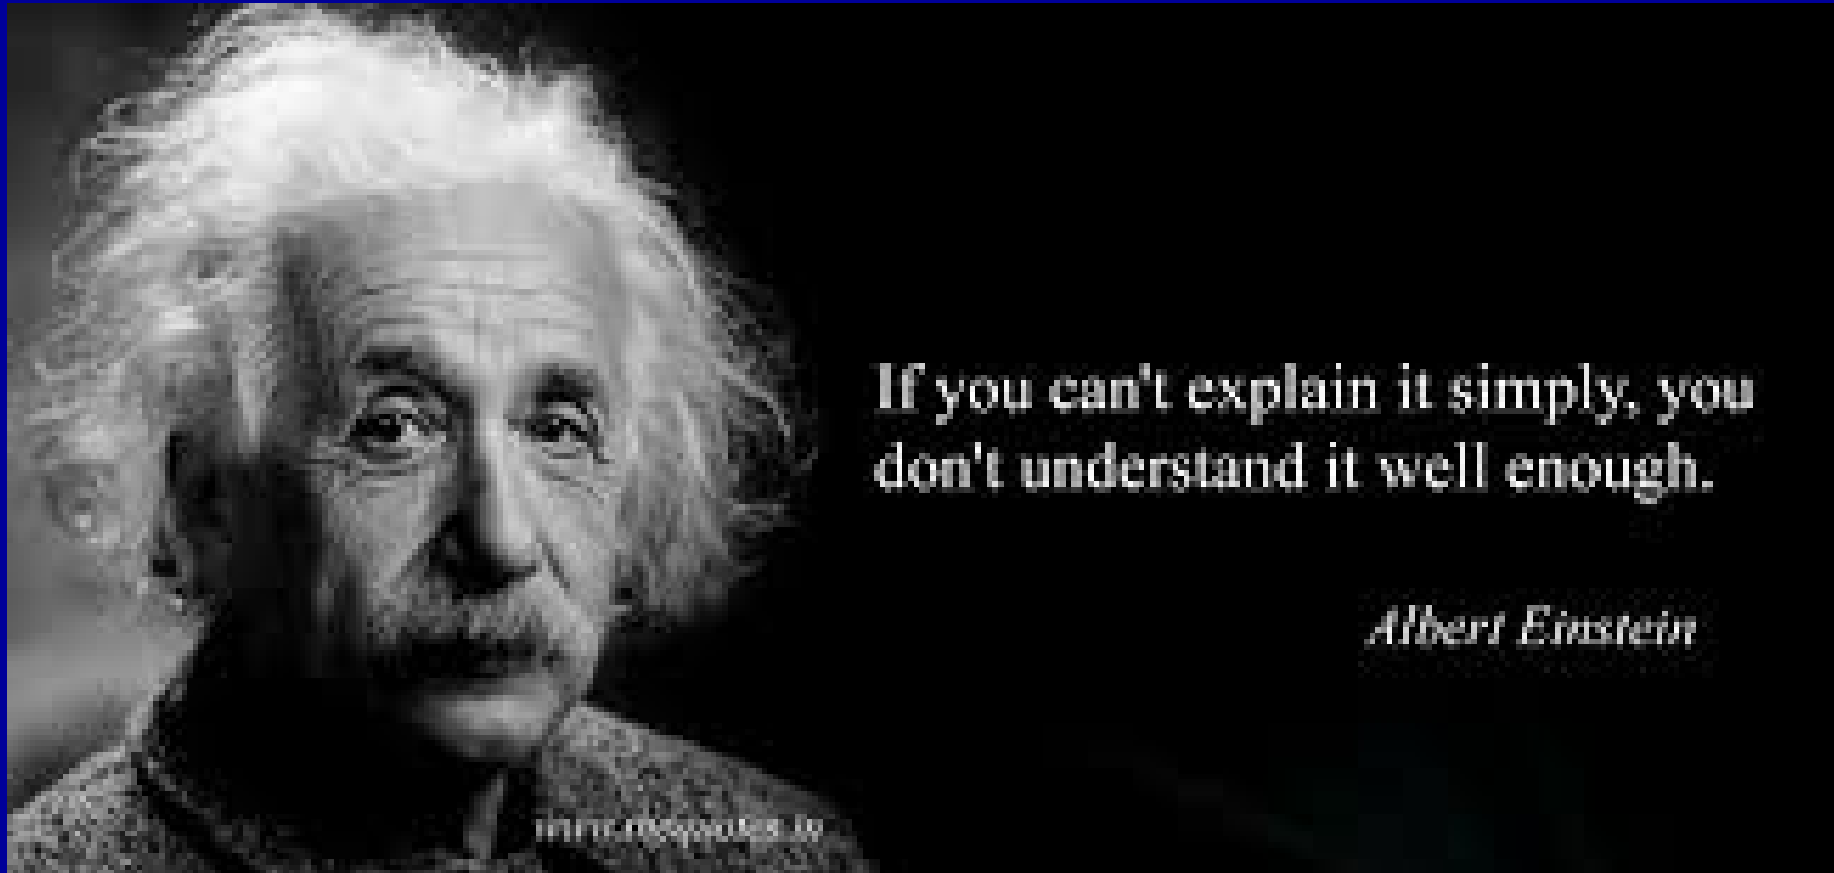 If you can't explain it simply, you
don't understand it well enough.
Albert Einstein